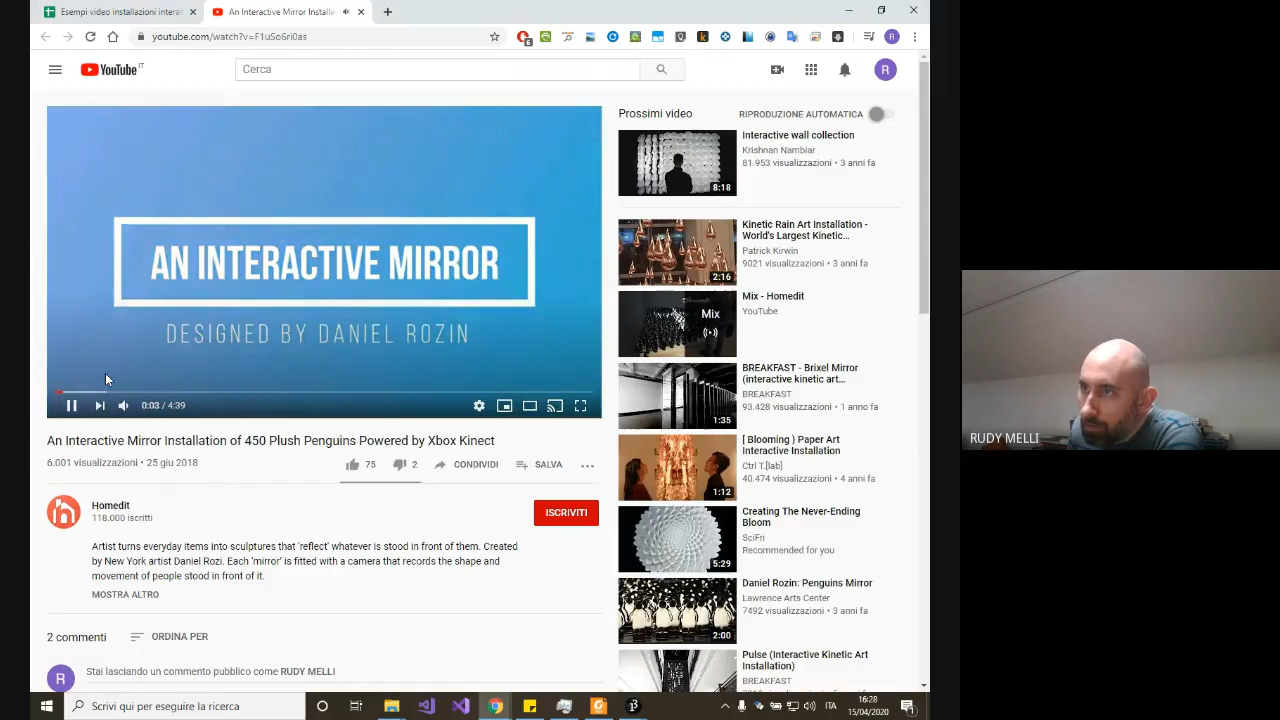 Esempi video installazioni interat
An Interactive Mirror Installa
youtube.com/watch?v=F1uSo6ri0as
6
R
YouTube IT
Cerca
R
AN INTERACTIVE MIRROR
DESIGNED BY DANIEL ROZIN
0:03 / 4:39
An Interactive Mirror Installation of 450 Plush Penguins Powered by Xbox Kinect
6.001 visualizzazioni • 25 giu 2018
75
2
CONDIVIDI
SALVA
Homedit
118.000 iscritti
ISCRIVITI
Artist turns everyday items into sculptures that 'reflect' whatever is stood in front of them. Created
by New York artist Daniel Rozi. Each 'mirror' is fitted with a camera that records the shape and
movement of people stood in front of it.
MOSTRA ALTRO
2 commenti
ORDINA PER
R
Stai lasciando un commento pubblico come RUDY MELLI
Prossimi video
RIPRODUZIONE AUTOMATICA
8:18
Interactive wall collection
Krishnan Nambiar
81.953 visualizzazioni • 3 anni fa
2:16
Kinetic Rain Art Installation -
World's Largest Kinetic...
Patrick Kirwin
9021 visualizzazioni • 3 anni fa
Mix
Mix - Homedit
YouTube
1:35
BREAKFAST - Brixel Mirror
(interactive kinetic art...
BREAKFAST
93.428 visualizzazioni • 1 anno fa
1:12
[ Blooming ) Paper Art
Interactive Installation
Ctrl T.[lab]
40.474 visualizzazioni • 4 anni fa
5:29
Creating The Never-Ending
Bloom
SciFri
Recommended for you
2:00
Daniel Rozin: Penguins Mirror
Lawrence Arts Center
7492 visualizzazioni • 3 anni fa
Pulse (Interactive Kinetic Art
Installation)
BREAKFAST
RUDY MELLI
Scrivi qui per eseguire la ricerca
ITA
16:28
15/04/2020
1